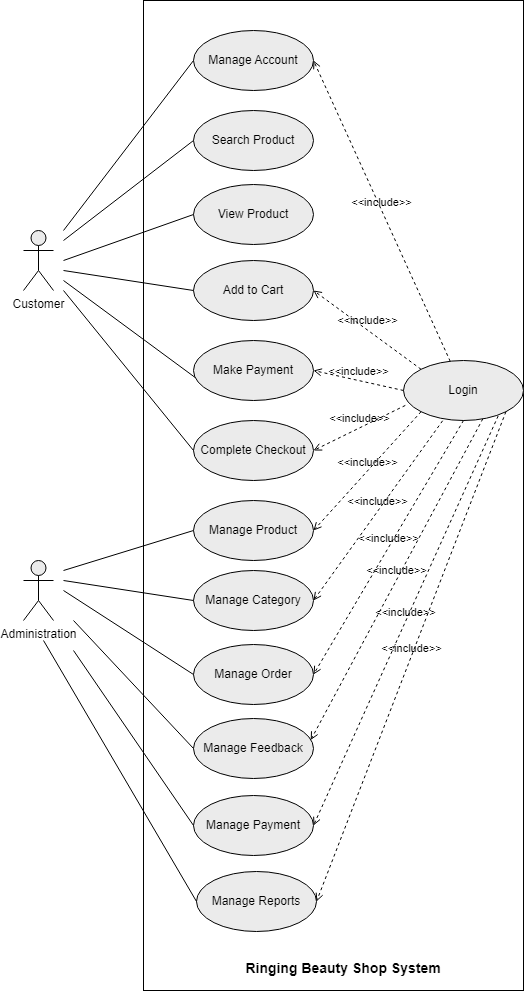 Manage Account
Search Product
<<include>>
View Product
Customer
Add to Cart
<<include>>
Make Payment
<<include>>
Login
<<include>>
Complete Checkout
<<include>>
<<include>>
Manage Product
<<include>>
<<include>>
Manage Category
<<include>>
Administration
<<include>>
Manage Order
Manage Feedback
Manage Payment
Manage Reports
Ringing Beauty Shop System